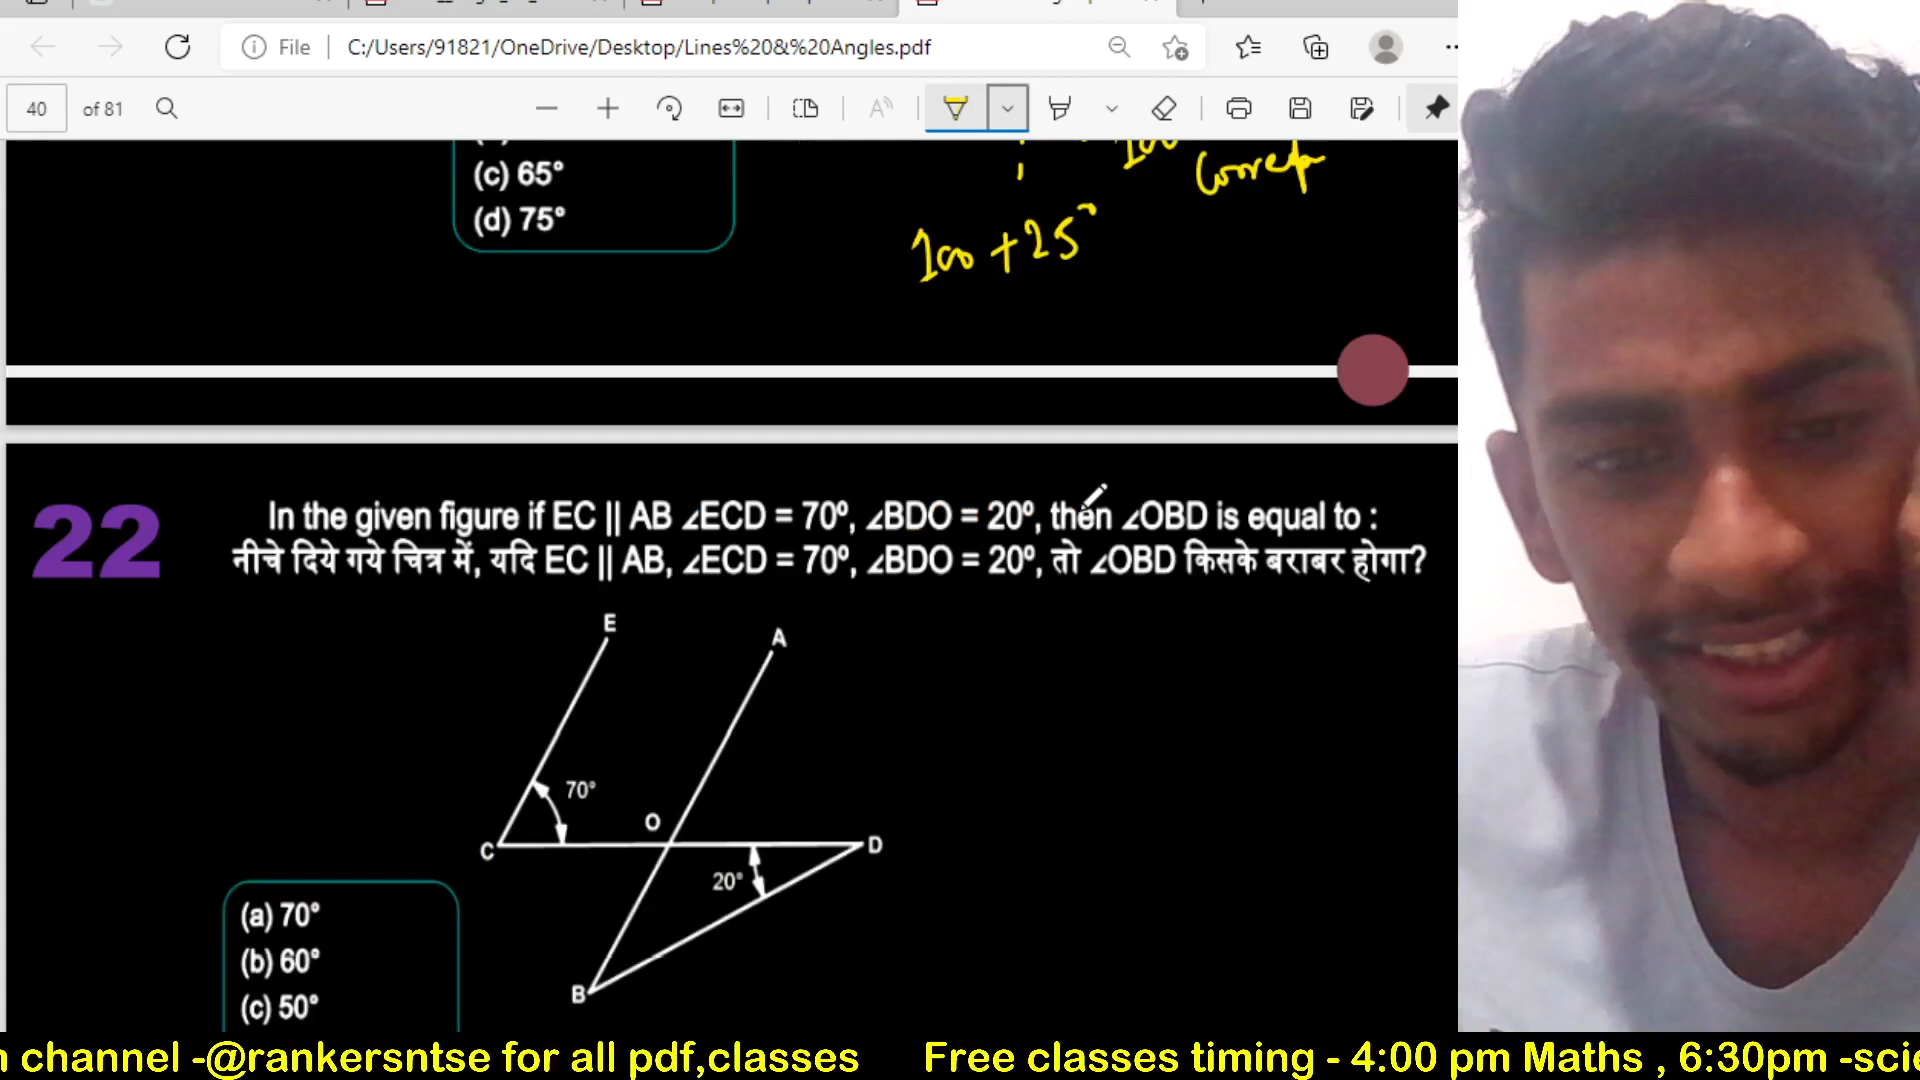 File C:/Users/91821/OneDrive/Desktop/Lines%20&%20Angles.pdf
40 of 81
(c) 65°
(d) 75°
100 + 25°
22
In the given figure if EC || AB ∠ECD = 70º, ∠BDO = 20º, then ∠OBD is equal to :
नीचे दिये गये चित्र में, यदि EC || AB, ∠ECD = 70º, ∠BDO = 20º, तो ∠OBD किसके बराबर होगा?
E
A
70°
O
C
D
20°
B
(a) 70°
(b) 60°
(c) 50°
channel -@rankersntse for all pdf,classes Free classes timing - 4:00 pm Maths , 6:30pm